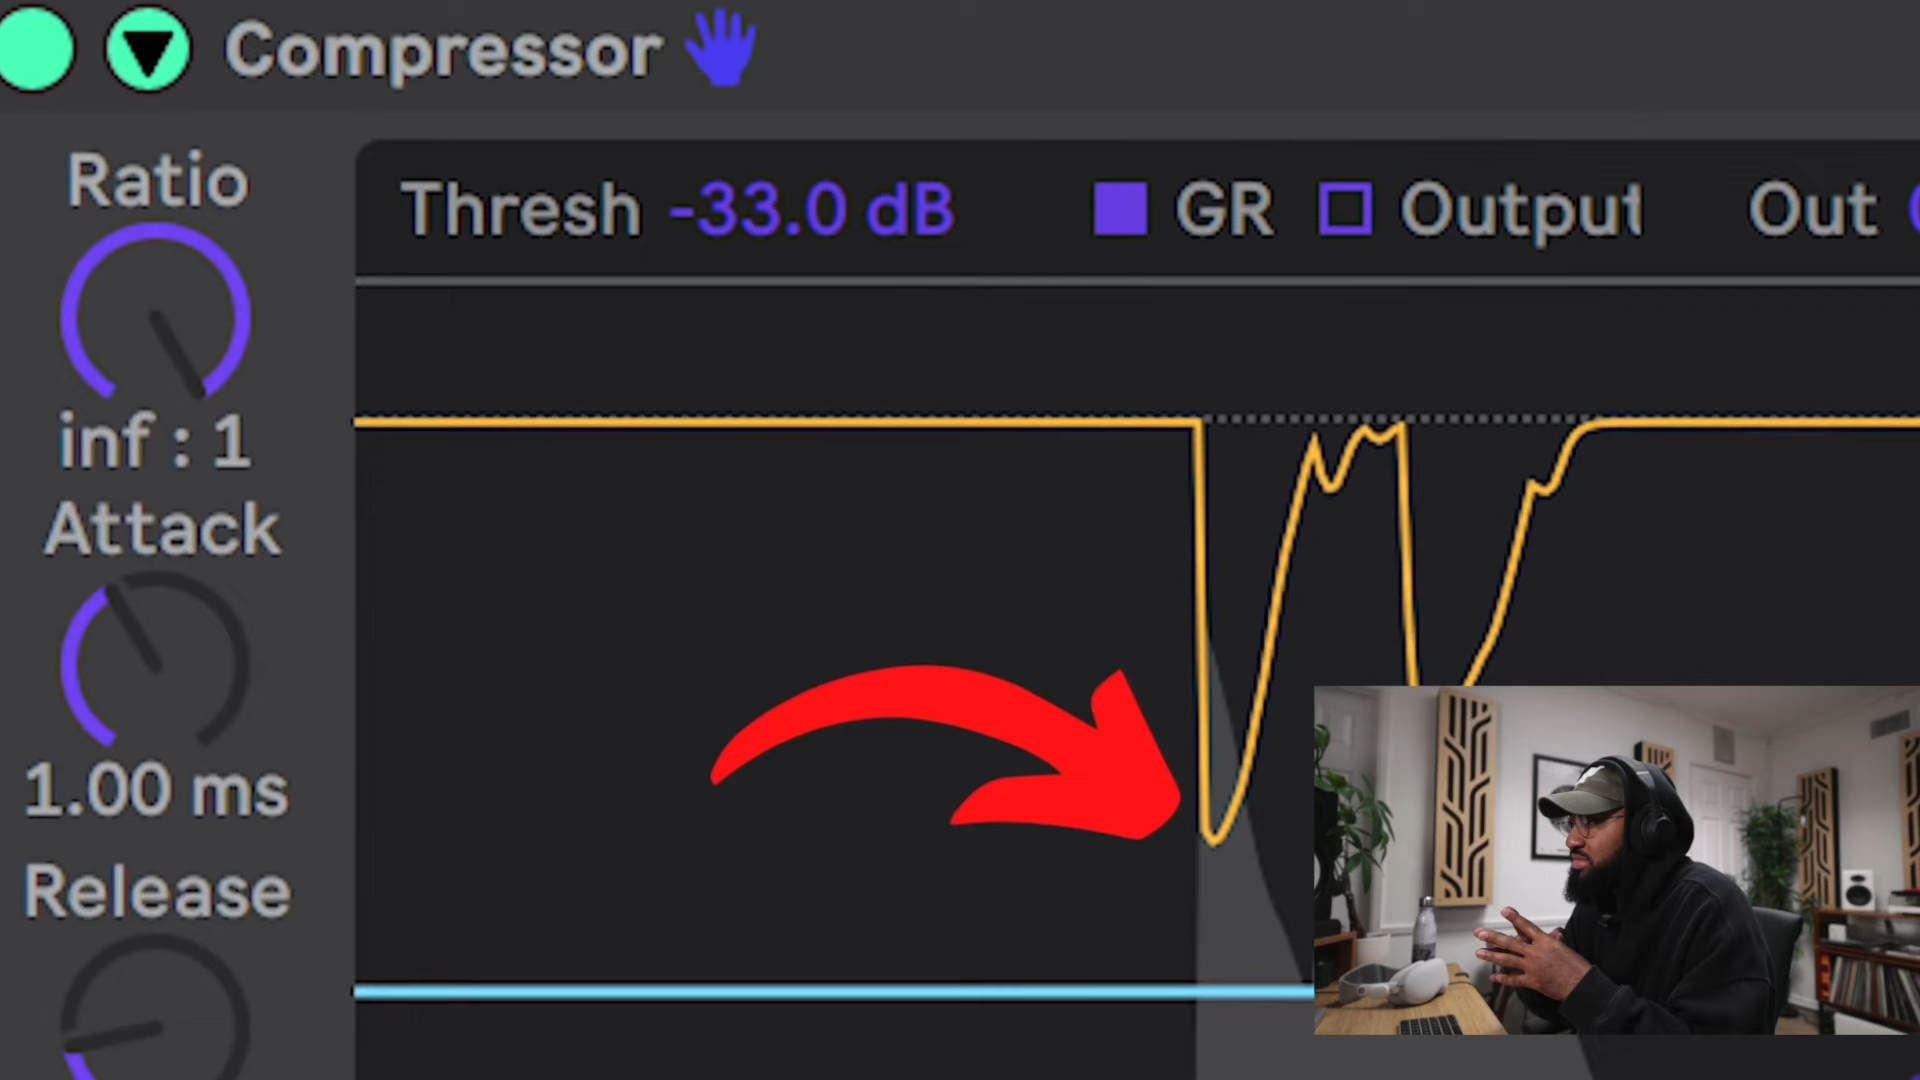 Compressor
Ratio
inf : 1
Attack
1.00 ms
Release
Thresh -33.0 dB
GR
Output
Out